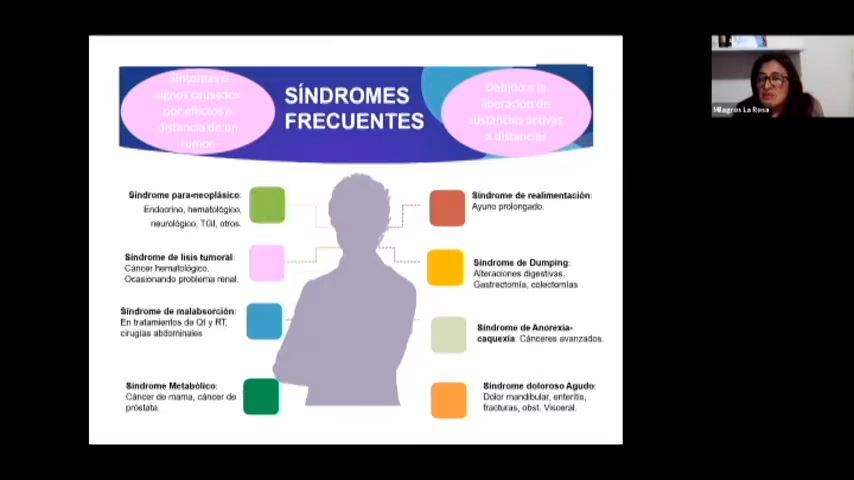 Síntomas o
signos causados
por efectos a
distancia de un
tumor
SÍNDROMES
FRECUENTES
Debido a la
liberación de
sustancias activas
a distancias
Síndrome para-neoplásico:
Endocrino, hematológico,
neurológico, TGI, otros.
Síndrome de lisis tumoral:
Cáncer hematológico.
Ocasionando problema renal.
Síndrome de malabsorción:
En tratamientos de Qt y RT,
cirugías abdominales
Síndrome Metabólico:
Cáncer de mama, cáncer de
próstata.
Síndrome de realimentación:
Ayuno prolongado.
Síndrome de Dumping:
Alteraciones digestivas.
Gastrectomía, colectomías
Síndrome de Anorexia-
caquexia: Cánceres avanzados.
Síndrome doloroso Agudo:
Dolor mandibular, enteritis,
fracturas, obst. Visceral.
Milagros La Rosa